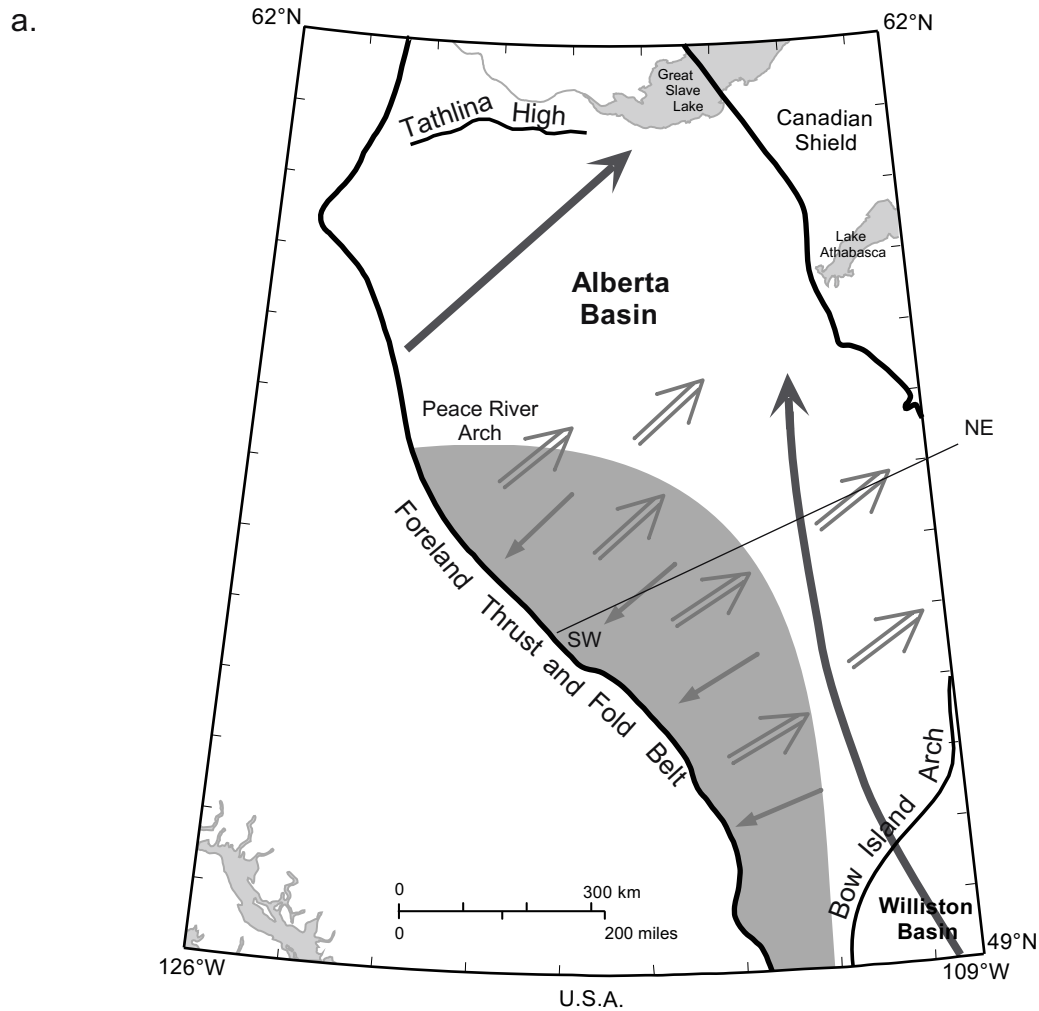 a.
62°N
62°N
Great
Slave
Lake
Tathlina High
Canadian
Shield
Lake
Athabasca
Alberta
Basin
Peace River
Arch
NE
Foreland Thrust and Fold Belt
SW
Bow Island Arch
0
300 km
0
200 miles
Williston
Basin
49°N
126°W
109°W
U.S.A.